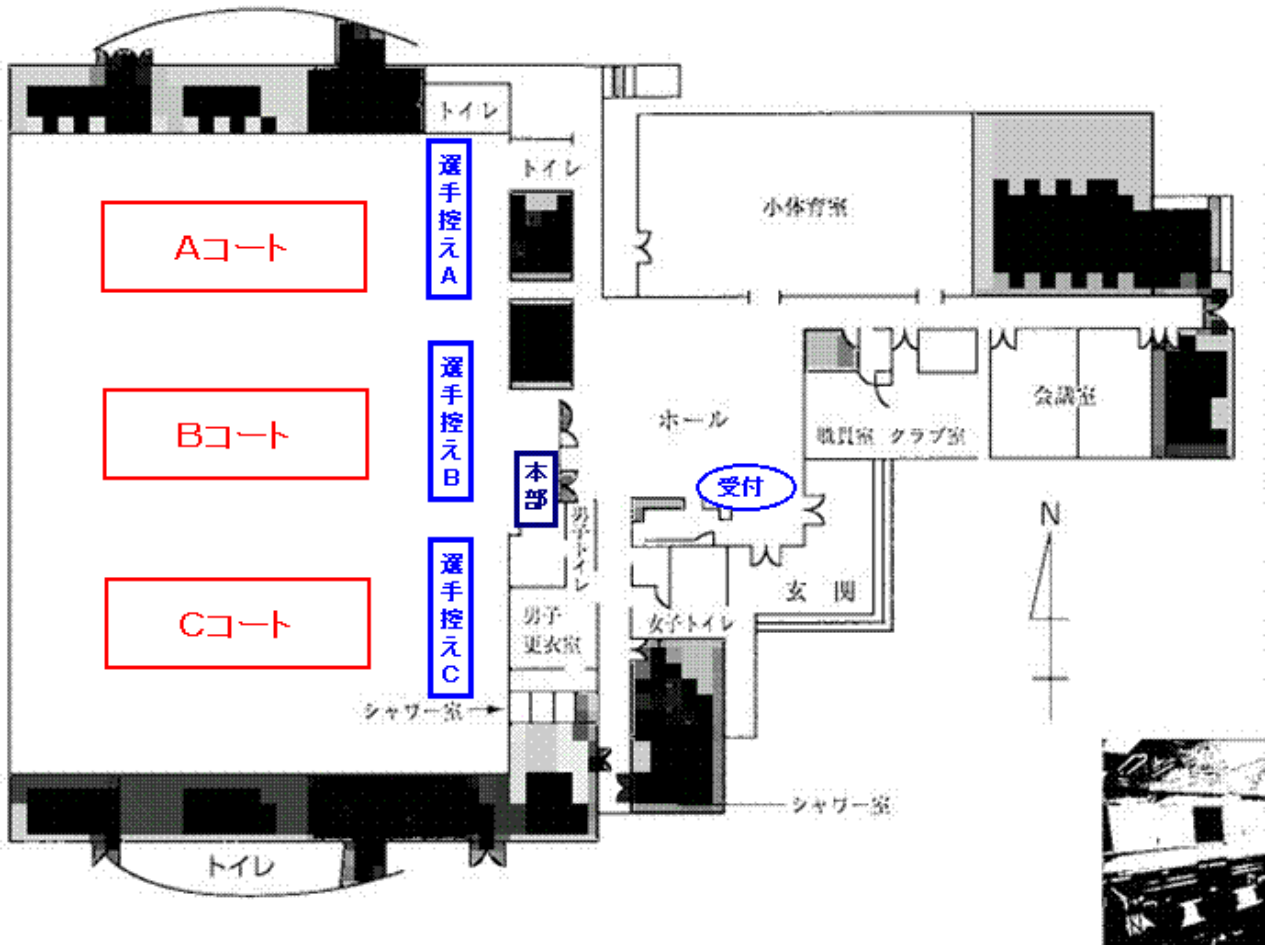 トイレ
トイレ
選手控えA
Aコート
小体育室
選手控えB
Bコート
ホール
会議室
職員室 クラブ室
本部
受付
男子トイレ
N
選手控えC
Cコート
玄関
男子
更衣室
女子トイレ
シャワー室
シャワー室
トイレ